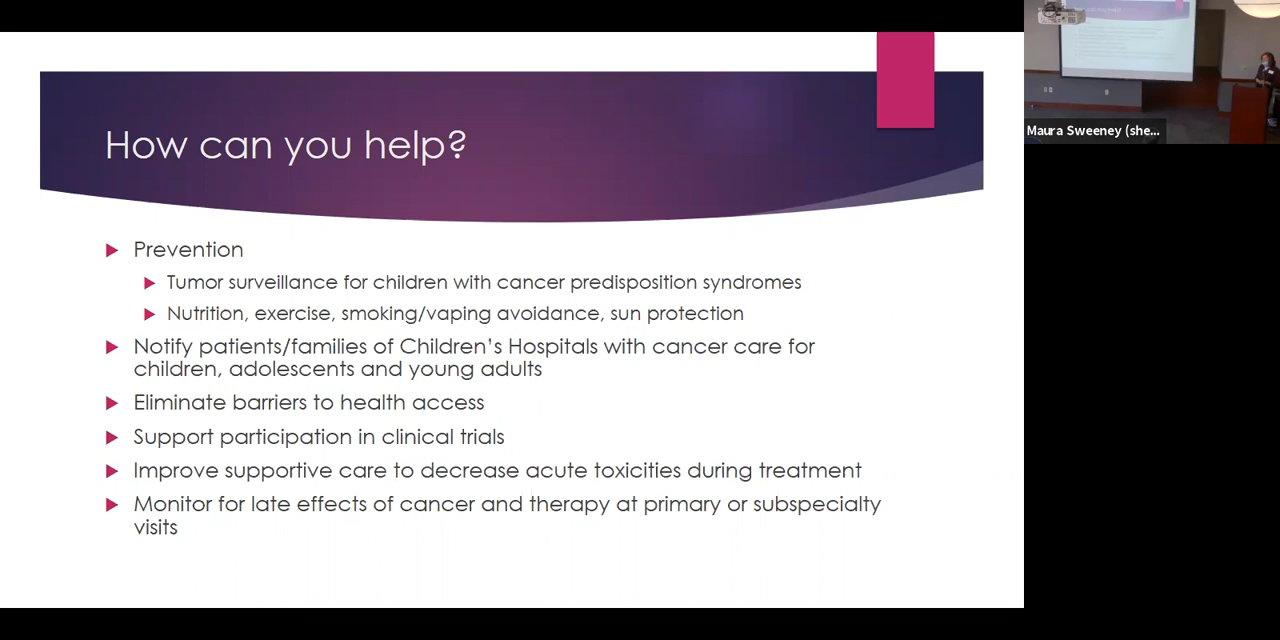 How can you help?
Prevention
Tumor surveillance for children with cancer predisposition syndromes
Nutrition, exercise, smoking/vaping avoidance, sun protection
Notify patients/families of Children's Hospitals with cancer care for
children, adolescents and young adults
Eliminate barriers to health access
Support participation in clinical trials
Improve supportive care to decrease acute toxicities during treatment
Monitor for late effects of cancer and therapy at primary or subspecialty
visits
Maura Sweeney (she...